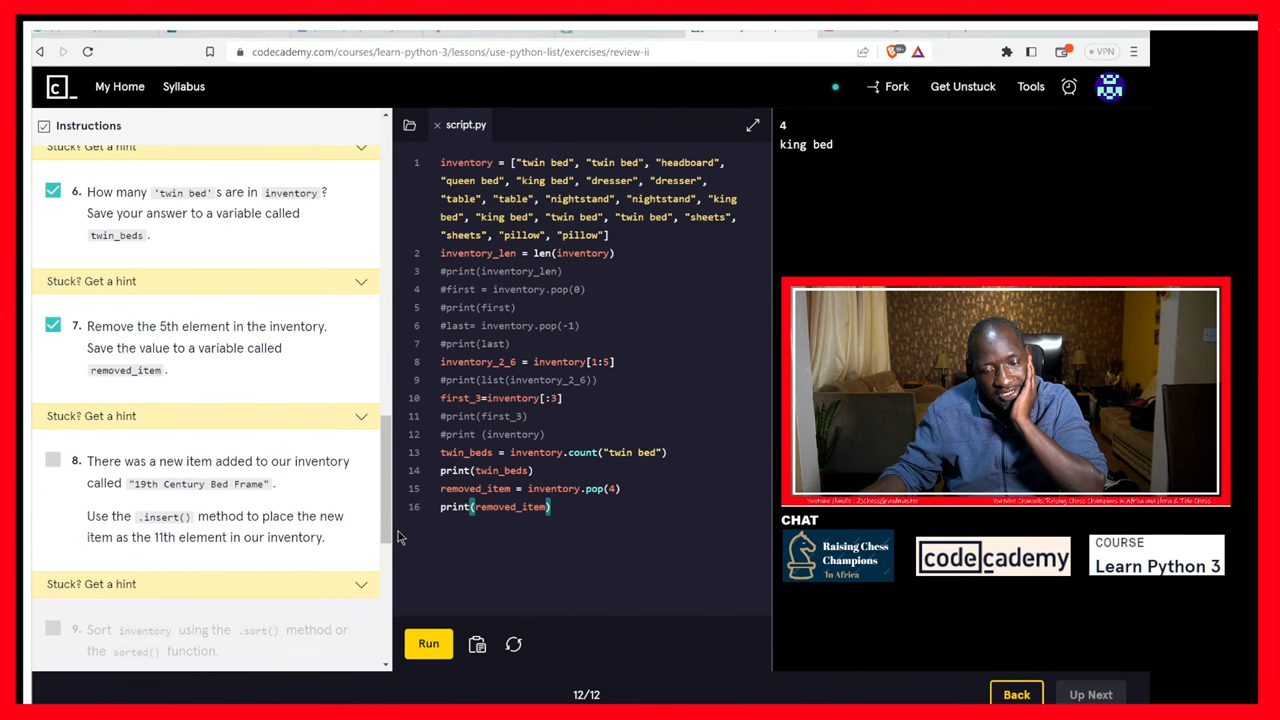 codecademy.com/courses/learn-python-3/lessons/use-python-list/exercises/review-ii
VPN
My Home
Syllabus
Fork
Get Unstuck
Tools
Instructions
script.py
Stuck? Get a hint
6. How many 'twin bed' s are in inventory ?
Save your answer to a variable called
twin_beds .
Stuck? Get a hint
7. Remove the 5th element in the inventory.
Save the value to a variable called
removed_item .
Stuck? Get a hint
8. There was a new item added to our inventory
called "19th Century Bed Frame" .
Use the .insert() method to place the new
item as the 11th element in our inventory.
Stuck? Get a hint
9. Sort inventory using the .sort() method or
the sorted() function.
1 inventory = ["twin bed", "twin bed", "headboard",
"queen bed", "king bed", "dresser", "dresser",
"table", "table", "nightstand", "nightstand", "king
bed", "king bed", "twin bed", "twin bed", "sheets",
"sheets", "pillow", "pillow"]
2 inventory_len = len(inventory)
3 #print(inventory_len)
4 #first = inventory.pop(0)
5 #print(first)
6 #last= inventory.pop(-1)
7 #print(last)
8 inventory_2_6 = inventory[1:5]
9 #print(list(inventory_2_6))
10 first_3=inventory[:3]
11 #print(first_3)
12 #print (inventory)
13 twin_beds = inventory.count("twin bed")
14 print(twin_beds)
15 removed_item = inventory.pop(4)
16 print(removed_item)
Run
4
king bed
CHAT
Raising Chess
Champions
In Africa
codecademy
COURSE
Learn Python 3
12/12
Back
Up Next